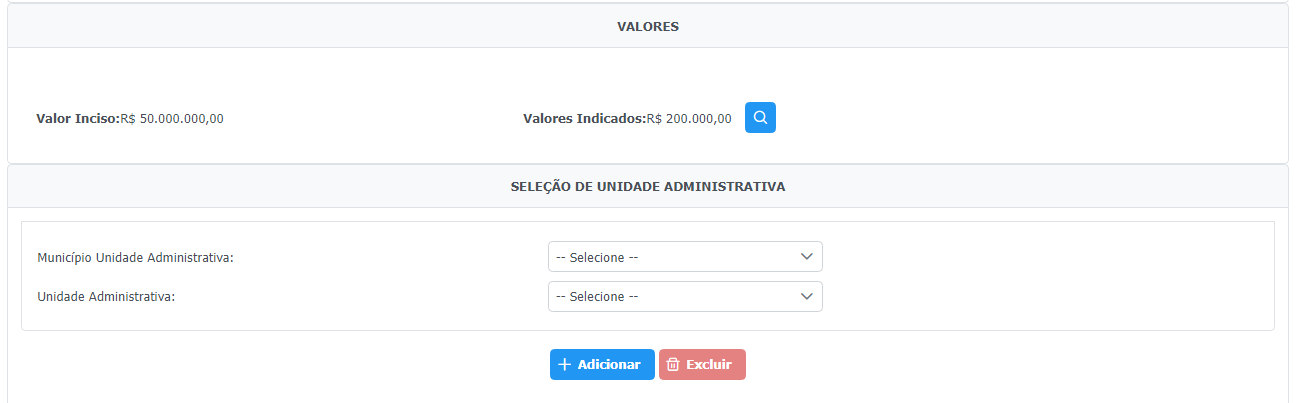 VALORES
Valor Inciso:R$ 50.000.000,00 Valores Indicados:R$ 200.000,00
SELEÇÃO DE UNIDADE ADMINISTRATIVA
Município Unidade Administrativa: -- Selecione --
Unidade Administrativa: -- Selecione --
Adicionar Excluir